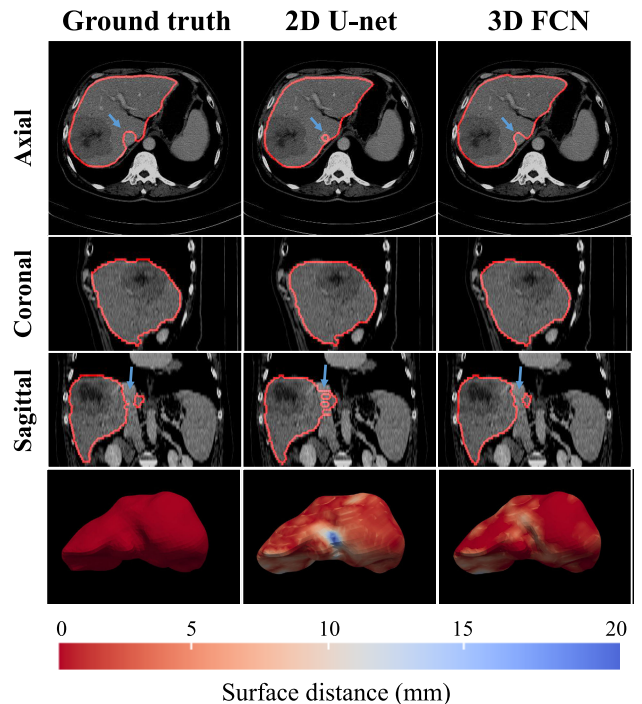 Ground truth 2D U-net 3D FCN
Axial
Coronal
Sagittal
0 5 10 15 20
Surface distance (mm)